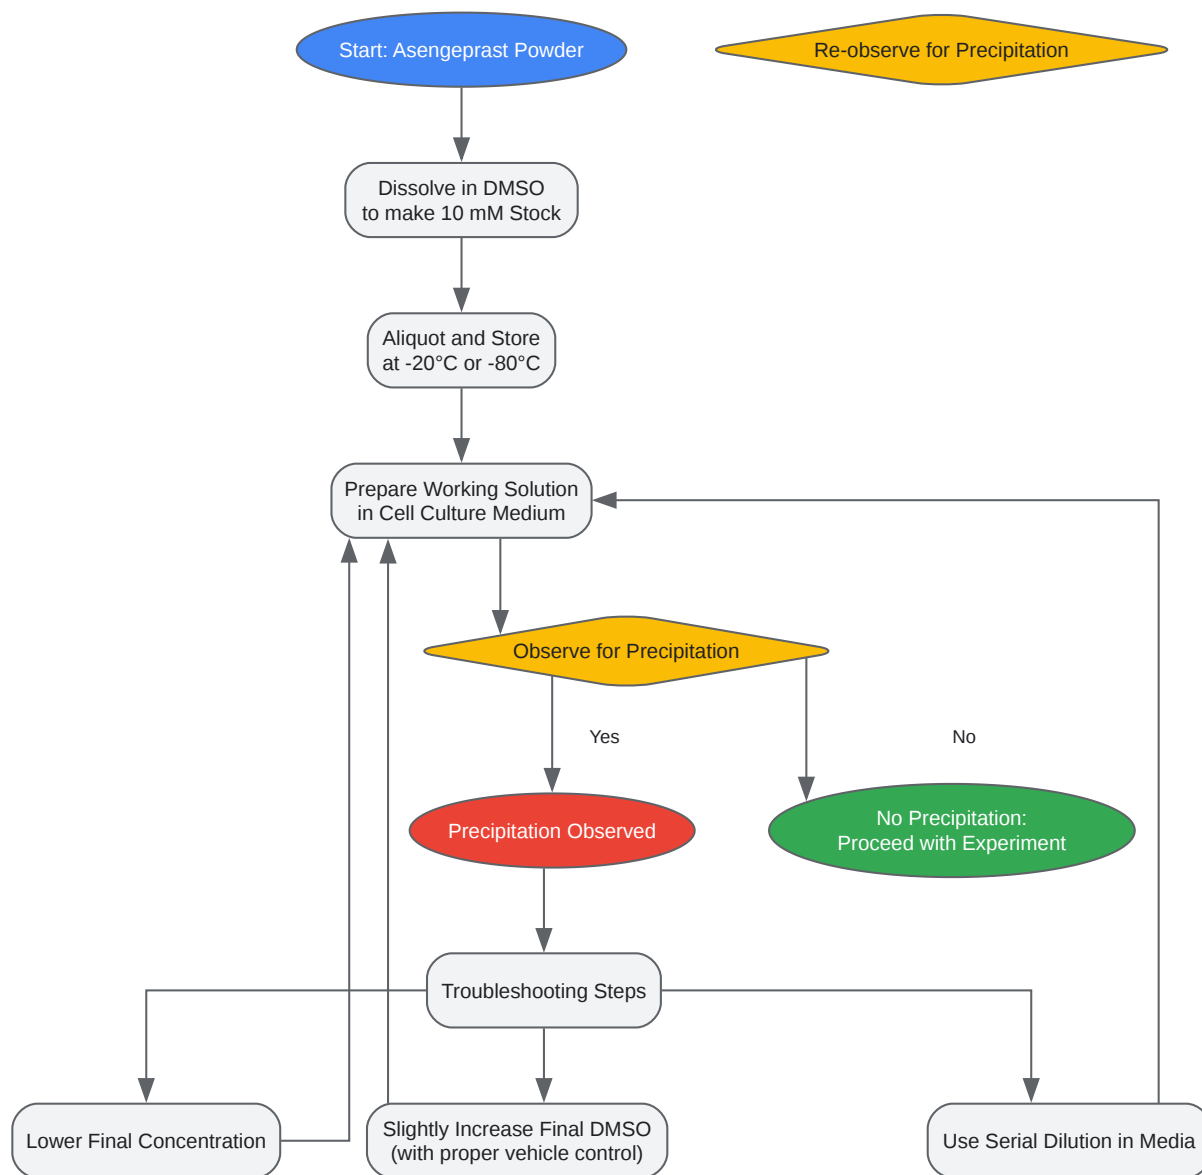 Start: Asengeprast Powder
Re-observe for Precipitation
Dissolve in DMSO
to make 10 mM Stock
Aliquot and Store
at -20°C or -80°C
Prepare Working Solution
in Cell Culture Medium
Observe for Precipitation
Yes
No
Precipitation Observed
No Precipitation:
Proceed with Experiment
Troubleshooting Steps
Lower Final Concentration
Slightly Increase Final DMSO
(with proper vehicle control)
Use Serial Dilution in Media